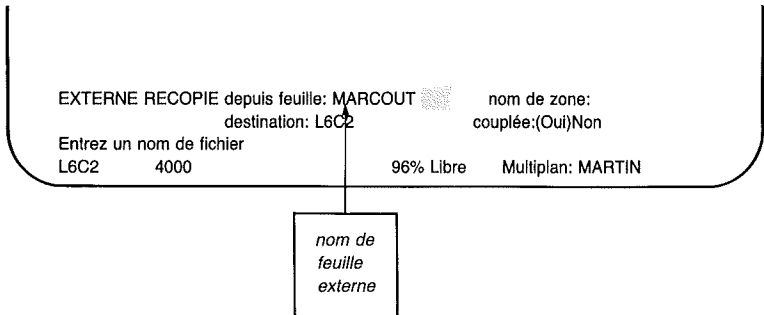 EXTERNE RECOPIE depuis feuille: MARCOUT nom de zone:
destination: L6C2 couplée:(Oui)Non
Entrez un nom de fichier
L6C2 4000 96% Libre Multiplan: MARTIN
nom de
feuille
externe